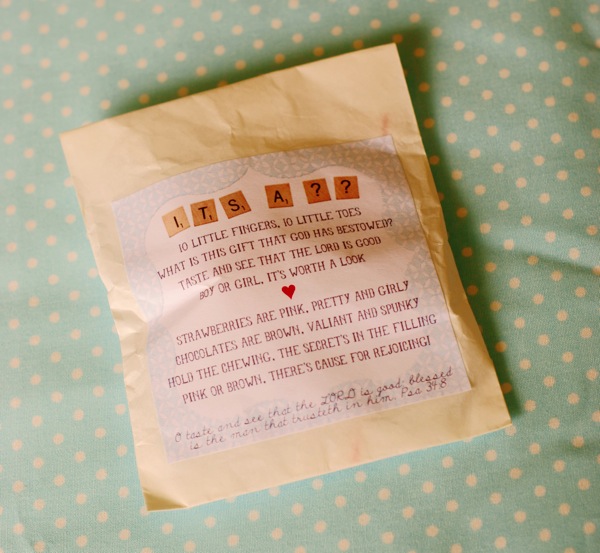 ITS A ??
10 LITTLE FINGERS, 10 LITTLE TOES
WHAT IS THIS GIFT THAT GOD HAS BESTOWED?
TASTE AND SEE THAT THE LORD IS GOOD
BOY OR GIRL, IT'S WORTH A LOOK
STRAWBERRIES ARE PINK, PRETTY AND GIRLY
CHOCOLATES ARE BROWN, VALIANT AND SPUNKY
HOLD THE CHEWING, THE SECRET'S IN THE FILLING
PINK OR BROWN, THERE'S CAUSE FOR REJOICING!
O taste and see that the LORD is good; blessed
is the man that trusteth in him. Psa 34:8